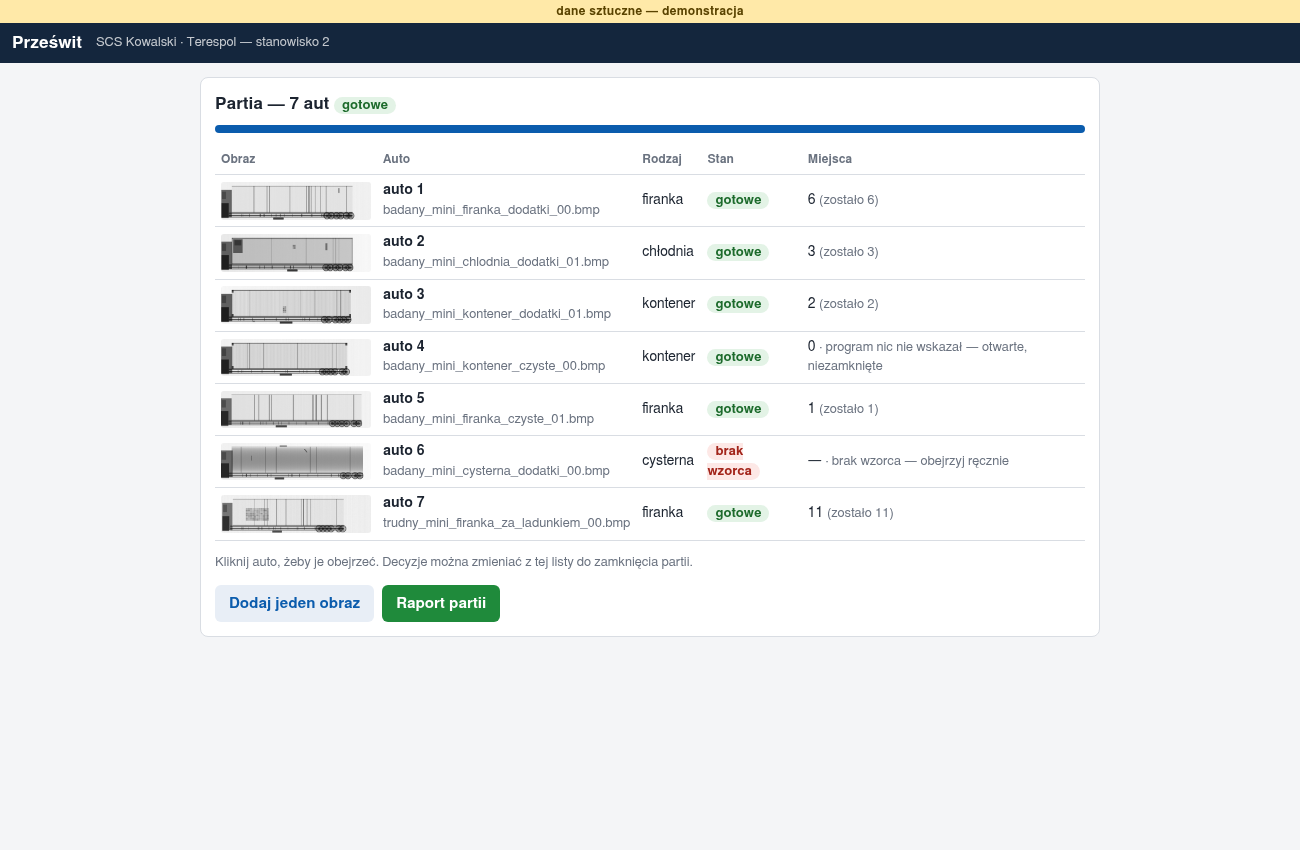 dane sztuczne — demonstracja
Prześwit SCS Kowalski · Terespol — stanowisko 2
Partia — 7 aut gotowe
Obraz Auto Rodzaj Stan Miejsca
auto 1
badany_mini_firanka_dodatki_00.bmp
firanka gotowe 6 (zostało 6)
auto 2
badany_mini_chlodnia_dodatki_01.bmp
chłodnia gotowe 3 (zostało 3)
auto 3
badany_mini_kontener_dodatki_01.bmp
kontener gotowe 2 (zostało 2)
auto 4
badany_mini_kontener_czyste_00.bmp
kontener gotowe 0 · program nic nie wskazał — otwarte,
niezamknięte
auto 5
badany_mini_firanka_czyste_01.bmp
firanka gotowe 1 (zostało 1)
auto 6
badany_mini_cysterna_dodatki_00.bmp
cysterna brak
wzorca
— · brak wzorca — obejrzyj ręcznie
auto 7
trudny_mini_firanka_za_ladunkiem_00.bmp
firanka gotowe 11 (zostało 11)
Kliknij auto, żeby je obejrzeć. Decyzje można zmieniać z tej listy do zamknięcia partii.
Dodaj jeden obraz Raport partii